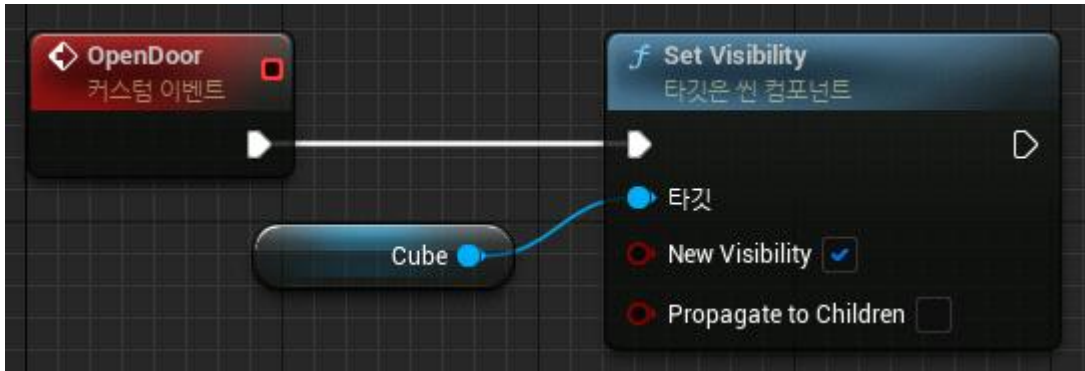 OpenDoor
커스텀 이벤트
Set Visibility
타깃은 씬 컴포넌트
타깃
Cube
New Visibility
Propagate to Children